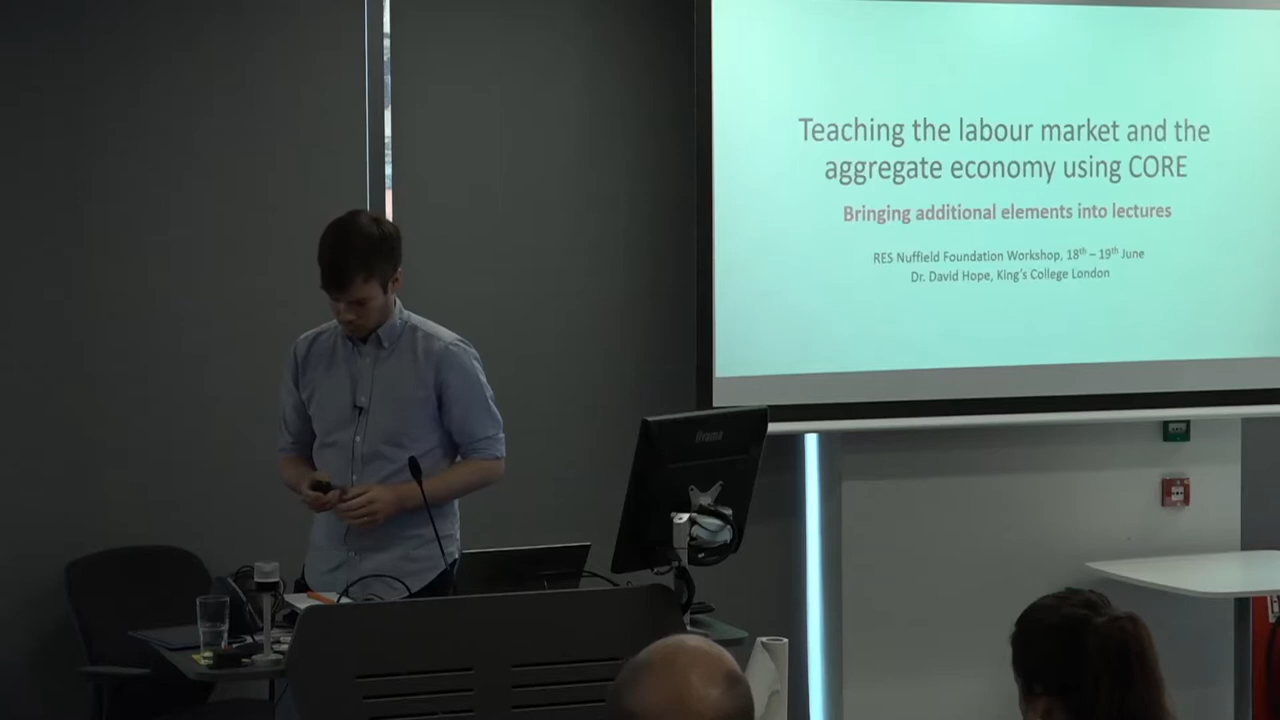 Teaching the labour market and the
aggregate economy using CORE
Bringing additional elements into lectures
RES Nuffield Foundation Workshop, 18th – 19th June
Dr. David Hope, King's College London
iiyama